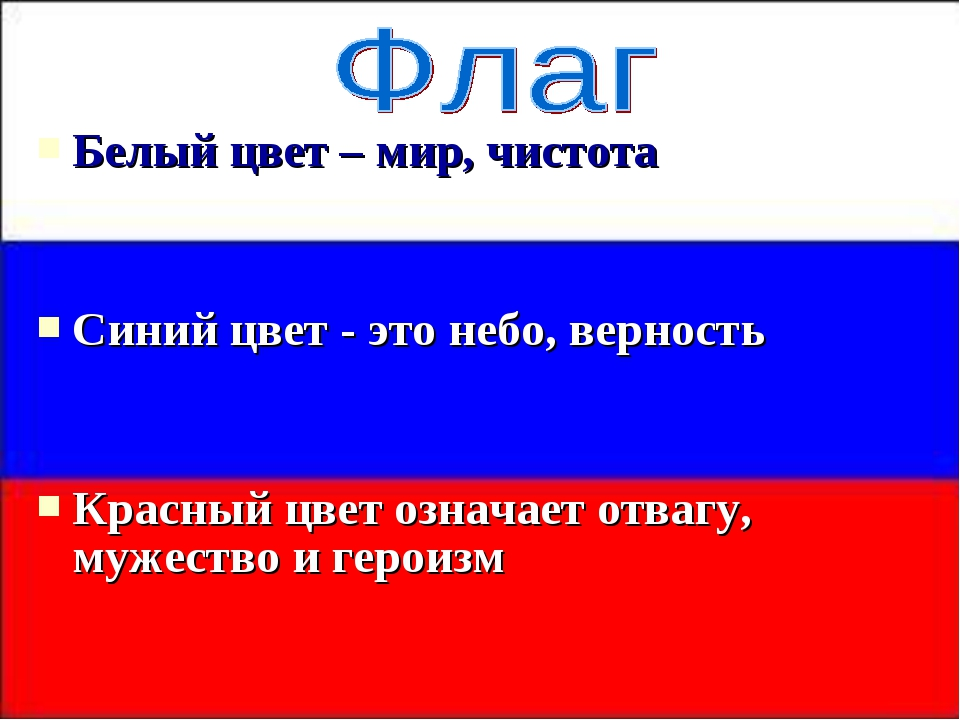 Флаг
Белый цвет – мир, чистота
Синий цвет - это небо, верность
Красный цвет означает отвагу,
мужество и героизм